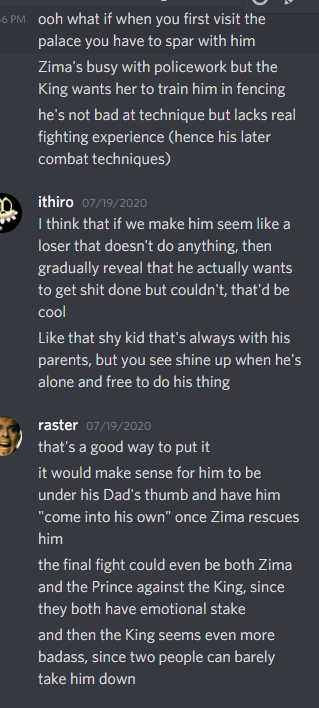 56 PM ooh what if when you first visit the
palace you have to spar with him
Zima's busy with policework but the
King wants her to train him in fencing
he's not bad at technique but lacks real
fighting experience (hence his later
combat techniques)
ithiro 07/19/2020
I think that if we make him seem like a
loser that doesn't do anything, then
gradually reveal that he actually wants
to get shit done but couldn't, that'd be
cool
Like that shy kid that's always with his
parents, but you see shine up when he's
alone and free to do his thing
raster 07/19/2020
that's a good way to put it
it would make sense for him to be
under his Dad's thumb and have him
"come into his own" once Zima rescues
him
the final fight could even be both Zima
and the Prince against the King, since
they both have emotional stake
and then the King seems even more
badass, since two people can barely
take him down